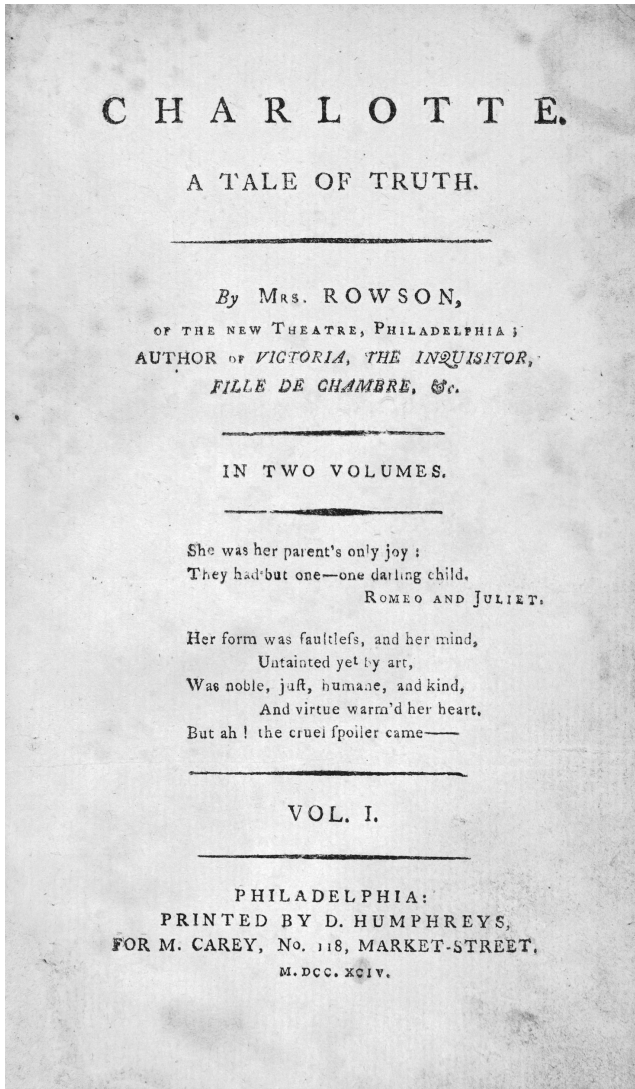 CHARLOTTE.
A TALE OF TRUTH.
By Mrs. ROWSON,
OF THE NEW THEATRE, PHILADELPHIA;
AUTHOR OF VICTORIA, THE INQUISITOR,
FILLE DE CHAMBRE, &c.
IN TWO VOLUMES.
She was her parent's only joy:
They had but one—one darling child.
ROMEO AND JULIET.
Her form was faultleſs, and her mind,
Untainted yet by art,
Was noble, juſt, humane, and kind,
And virtue warm'd her heart.
But ah! the cruel ſpoiler came——
VOL. I.
PHILADELPHIA:
PRINTED BY D. HUMPHREYS,
FOR M. CAREY, No. 118, MARKET-STREET.
M.DCC.XCIV.